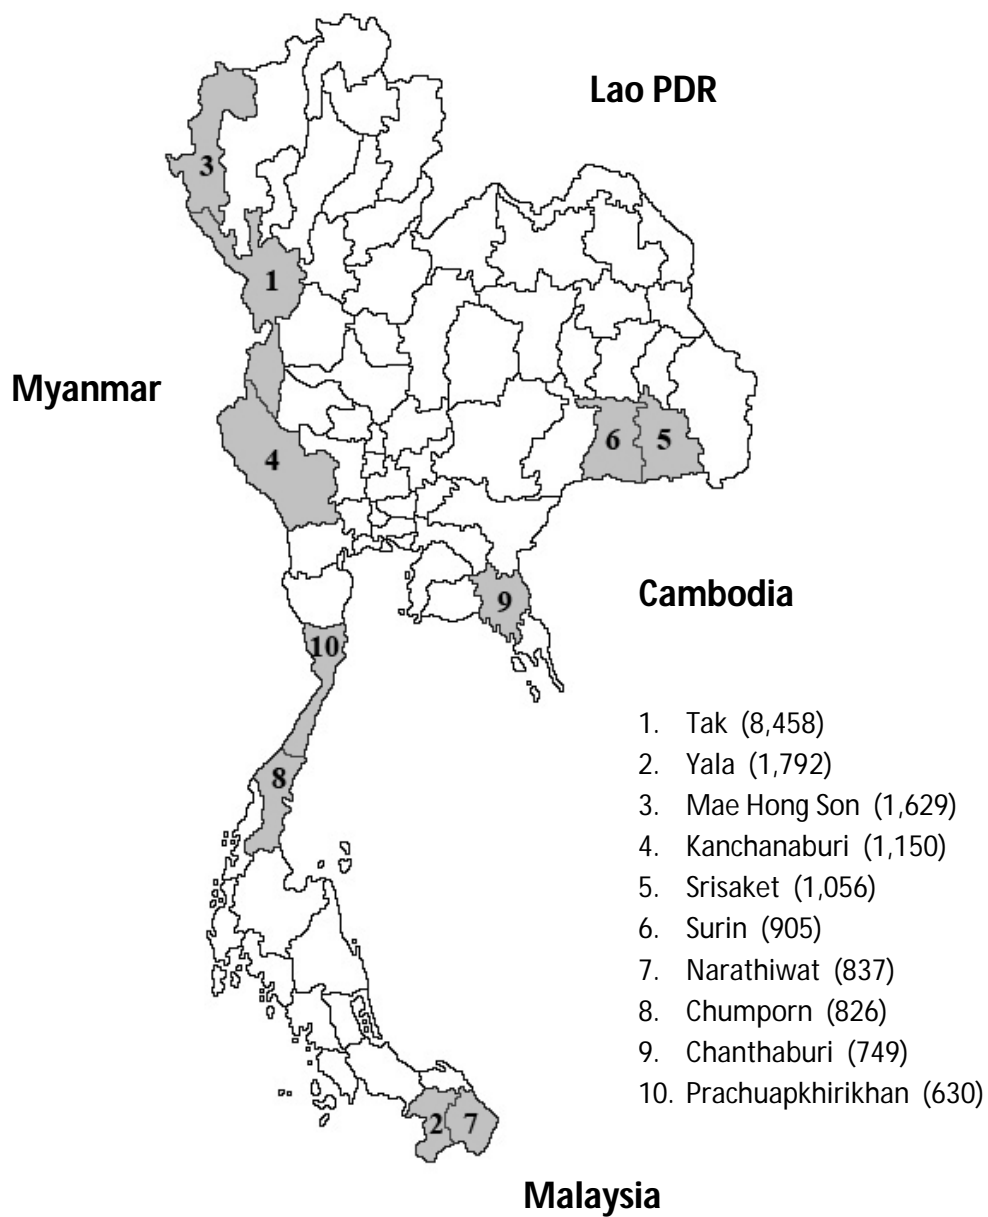 Lao PDR
3
1
Myanmar
6
5
4
Cambodia
9
10
8
1. Tak (8,458)
2. Yala (1,792)
3. Mae Hong Son (1,629)
4. Kanchanaburi (1,150)
5. Srisaket (1,056)
6. Surin (905)
7. Narathiwat (837)
8. Chumporn (826)
9. Chanthaburi (749)
10. Prachuapkhirikhan (630)
2
7
Malaysia